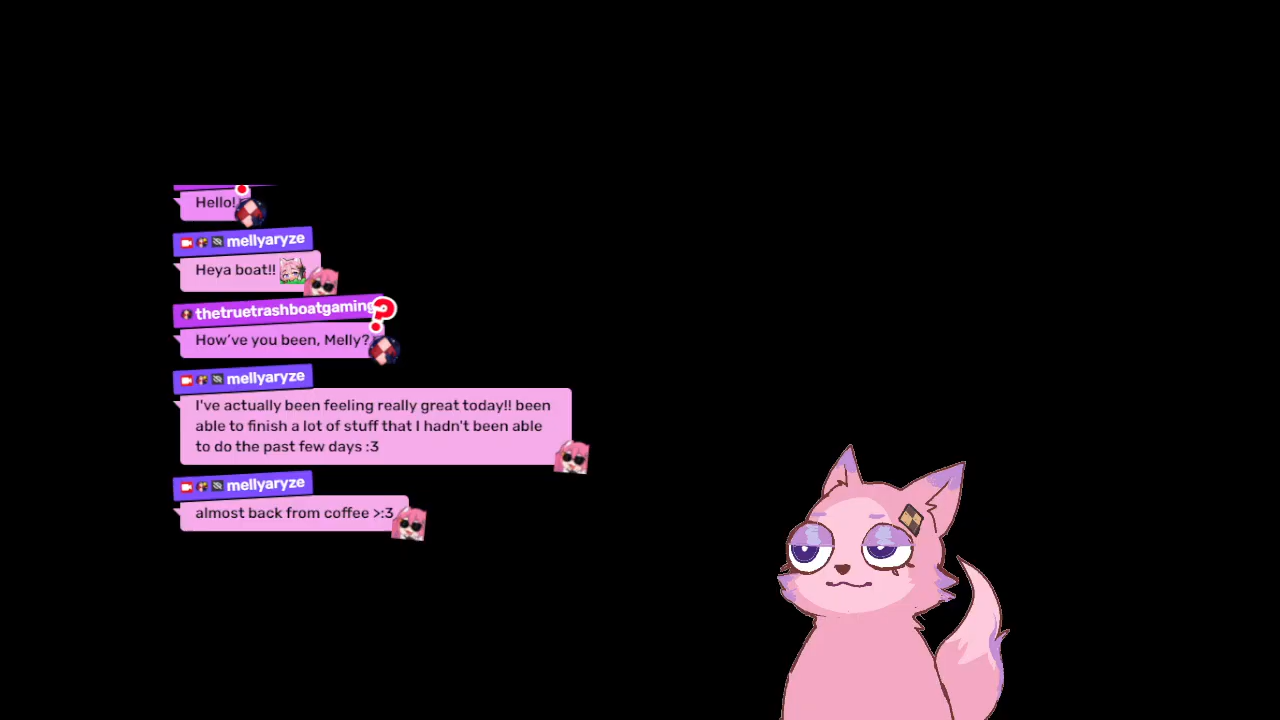 Hello!
mellyaryze
Heya boat!!
thetruetrashboatgaming
How've you been, Melly?
mellyaryze
I've actually been feeling really great today!! been
able to finish a lot of stuff that I hadn't been able
to do the past few days :3
mellyaryze
almost back from coffee >:3